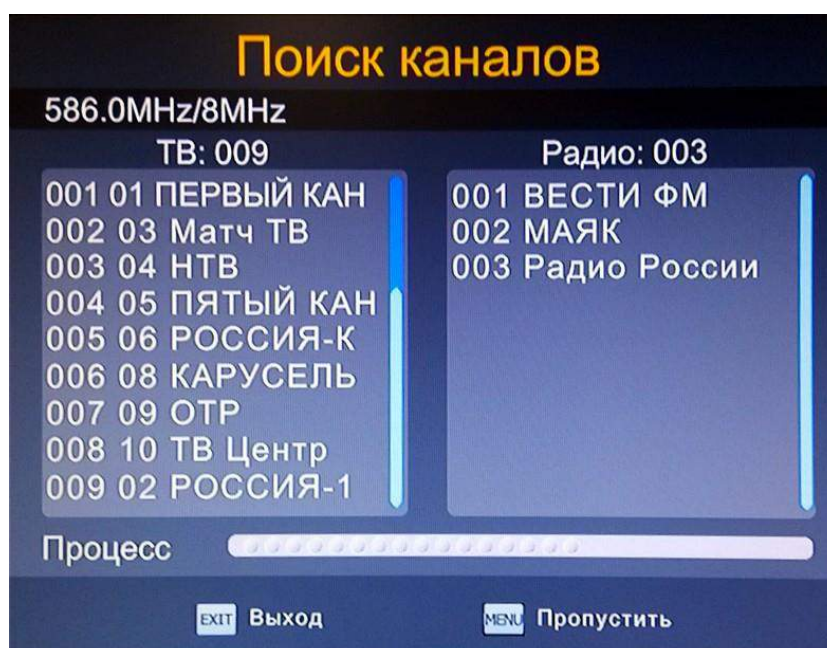 Поиск каналов
586.0MHz/8MHz
ТВ: 009
001 01 ПЕРВЫЙ КАН
002 03 Матч ТВ
003 04 НТВ
004 05 ПЯТЫЙ КАН
005 06 РОССИЯ-К
006 08 КАРУСЕЛЬ
007 09 ОТР
008 10 ТВ Центр
009 02 РОССИЯ-1
Радио: 003
001 ВЕСТИ ФМ
002 МАЯК
003 Радио России
Процесс
EXIT Выход
MENU Пропустить